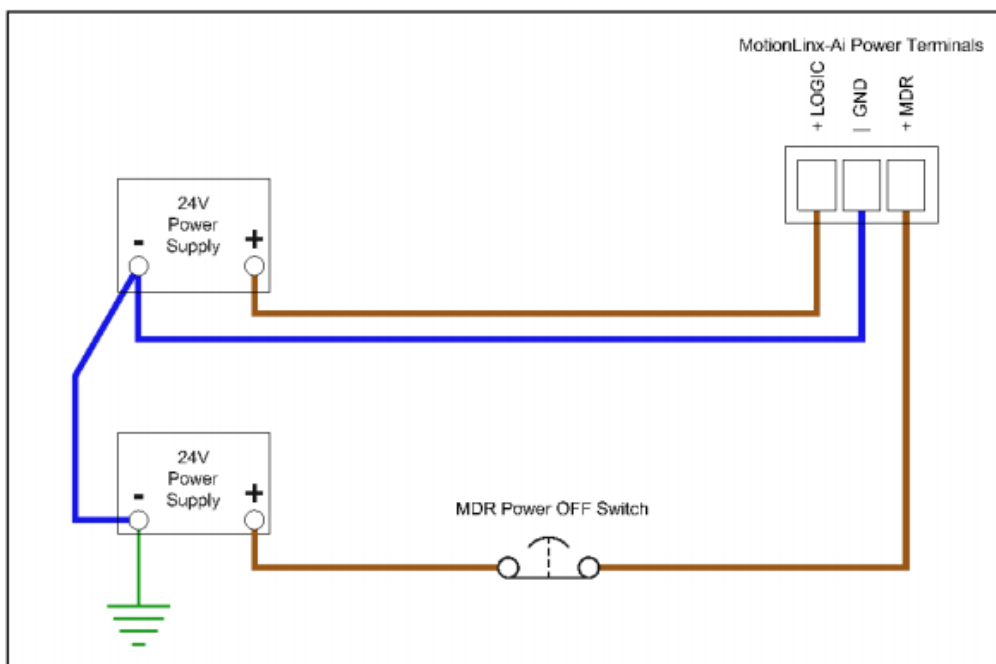 MotionLinx-Ai Power Terminals
+ LOGIC
| GND
+ MDR
24V
Power
Supply
- +
24V
Power
Supply
- +
MDR Power OFF Switch